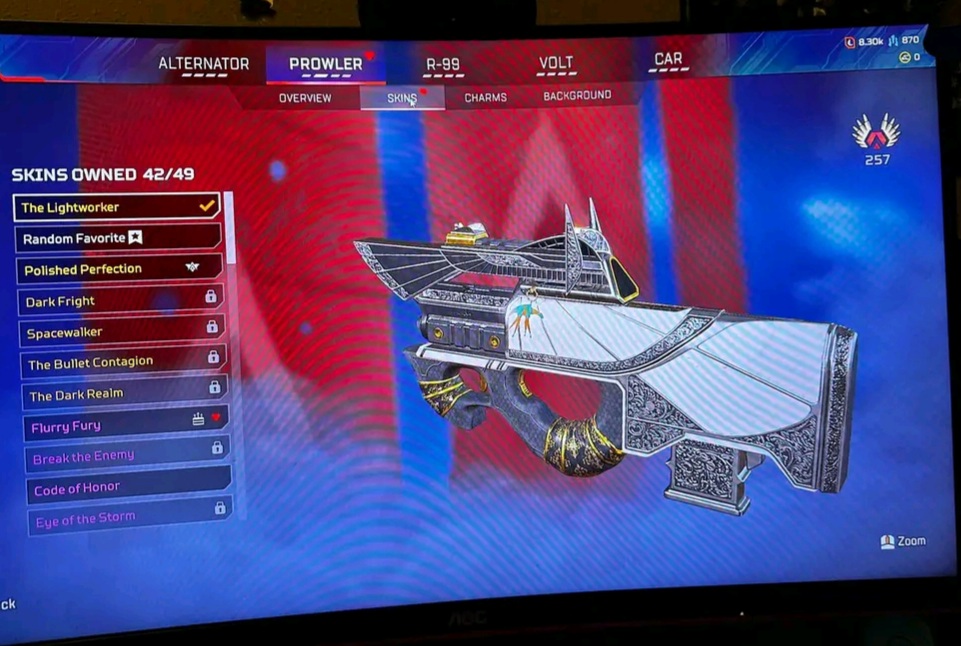 8.30k 870
0
ALTERNATOR PROWLER R-99 VOLT CAR
OVERVIEW SKINS CHARMS BACKGROUND
257
SKINS OWNED 42/49
The Lightworker
Random Favorite
Polished Perfection
Dark Fright
Spacewalker
The Bullet Contagion
The Dark Realm
Flurry Fury
Break the Enemy
Code of Honor
Eye of the Storm
Zoom
ck
AOC